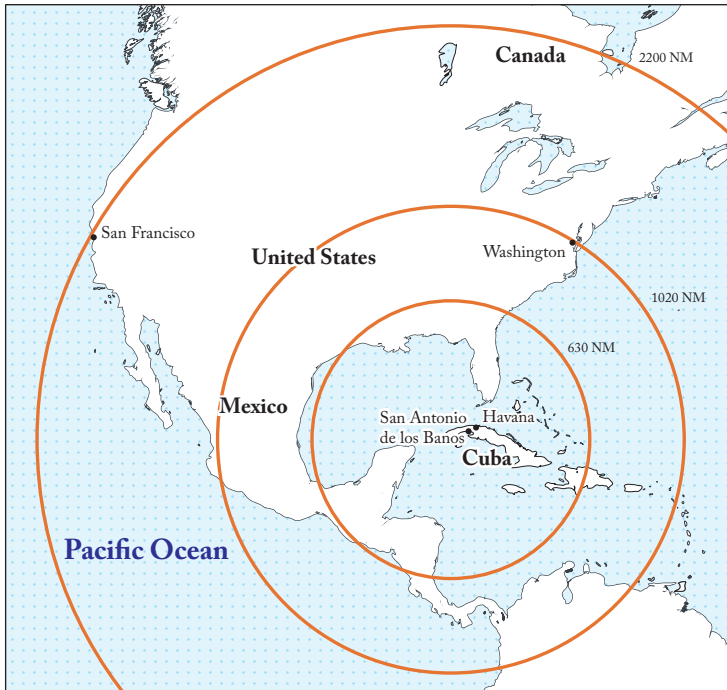 Canada
2200 NM
San Francisco
United States
Washington
1020 NM
630 NM
Mexico
San Antonio
de los Banos
Havana
Cuba
Pacific Ocean